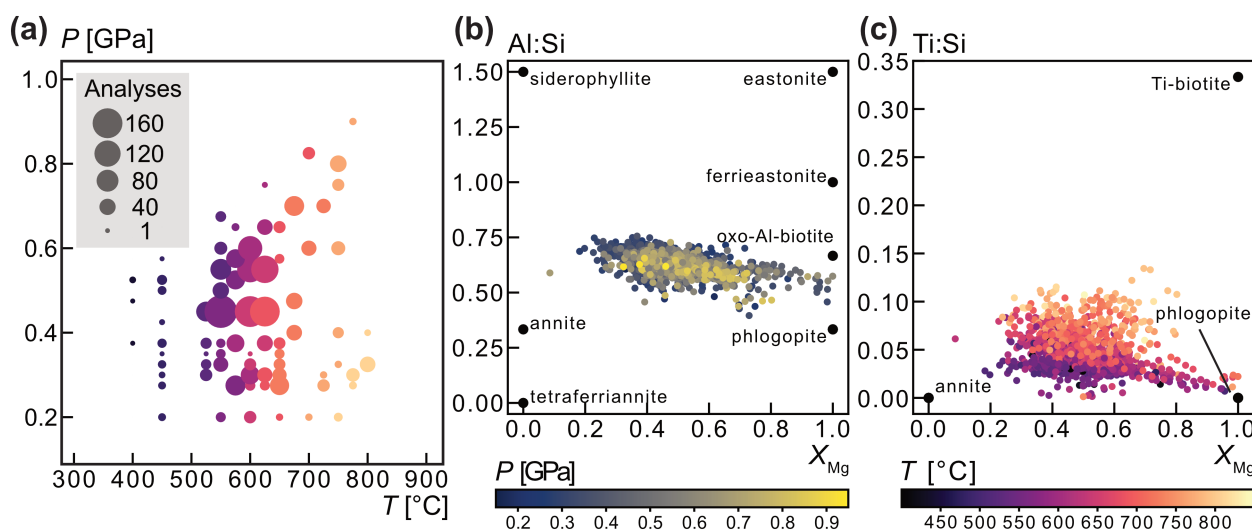 (a)
P [GPa]
1.0
0.8
0.6
0.4
0.2
Analyses
160
120
80
40
1
300 400 500 600 700 800 900
T [°C]
(b)
Al:Si
1.50
1.25
1.00
0.75
0.50
0.25
0.00
siderophyllite
eastonite
ferrieastonite
oxo-Al-biotite
annite
phlogopite
tetraferriannite
0.0 0.2 0.4 0.6 0.8 1.0
XMg
P [GPa]
0.2 0.3 0.4 0.5 0.6 0.7 0.8 0.9
(c)
Ti:Si
0.35
0.30
0.25
0.20
0.15
0.10
0.05
0.00
Ti-biotite
phlogopite
annite
0.0 0.2 0.4 0.6 0.8 1.0
XMg
T [°C]
450 500 550 600 650 700 750 800